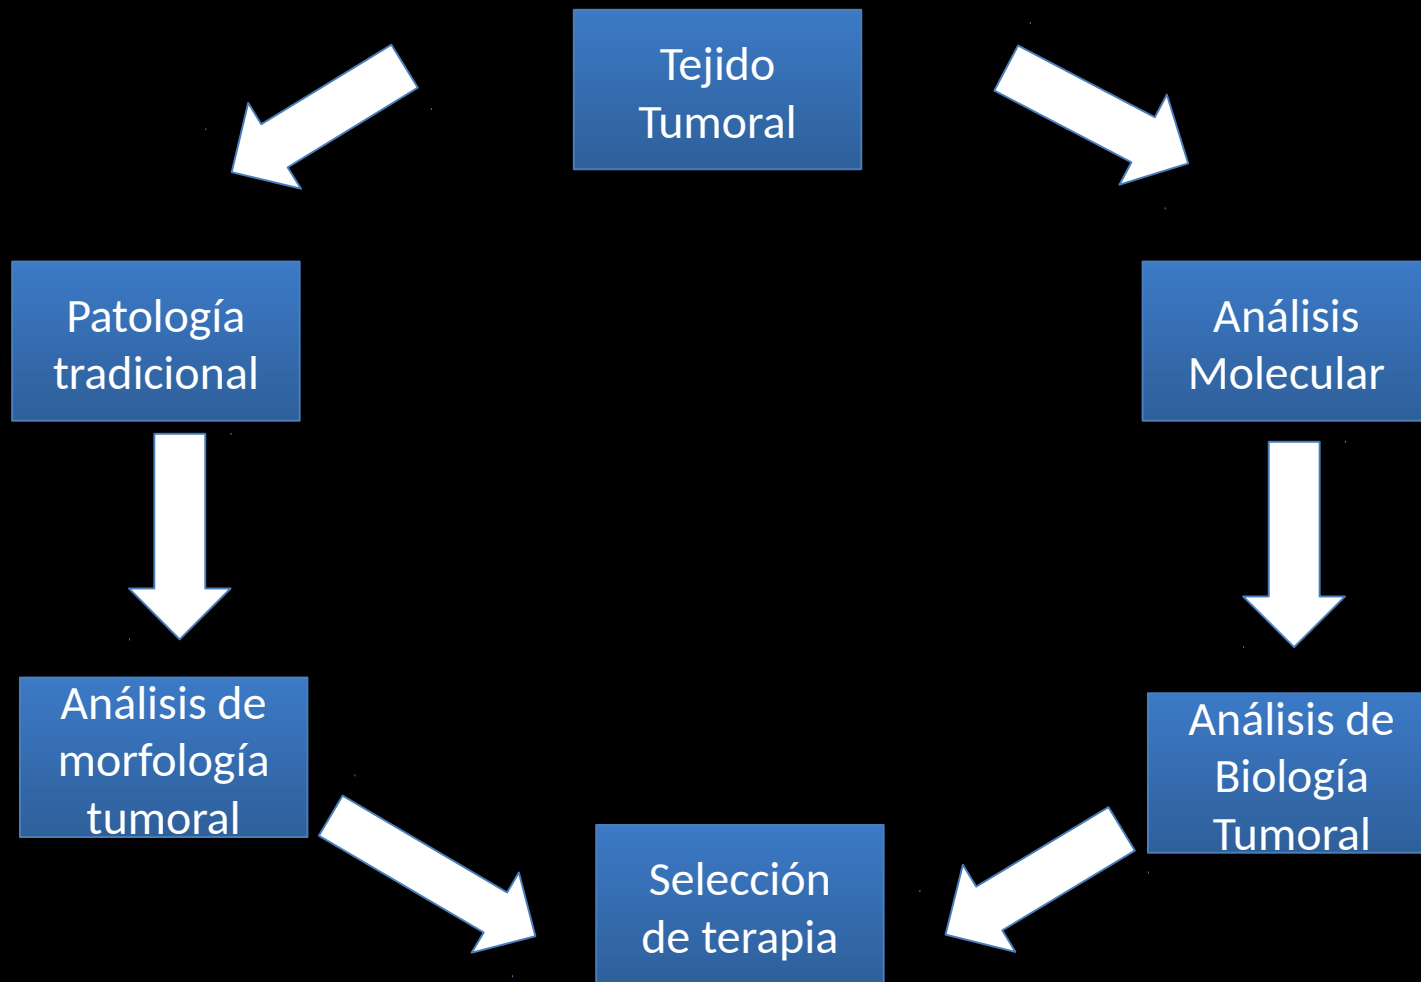 Tejido
Tumoral
Patología
tradicional
Análisis
Molecular
Análisis de
morfología
tumoral
Análisis de
Biología
Tumoral
Selección
de terapia